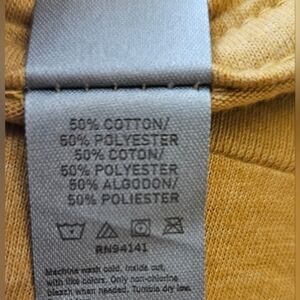 50% COTTON/
50% POLYESTER
50% COTON/
50% POLYESTER
50% ALGODON/
50% POLIESTER
RN94141
Machine wash cold, inside out,
with like colors. Only non-chlorine
bleach when needed. Tumble dry low.